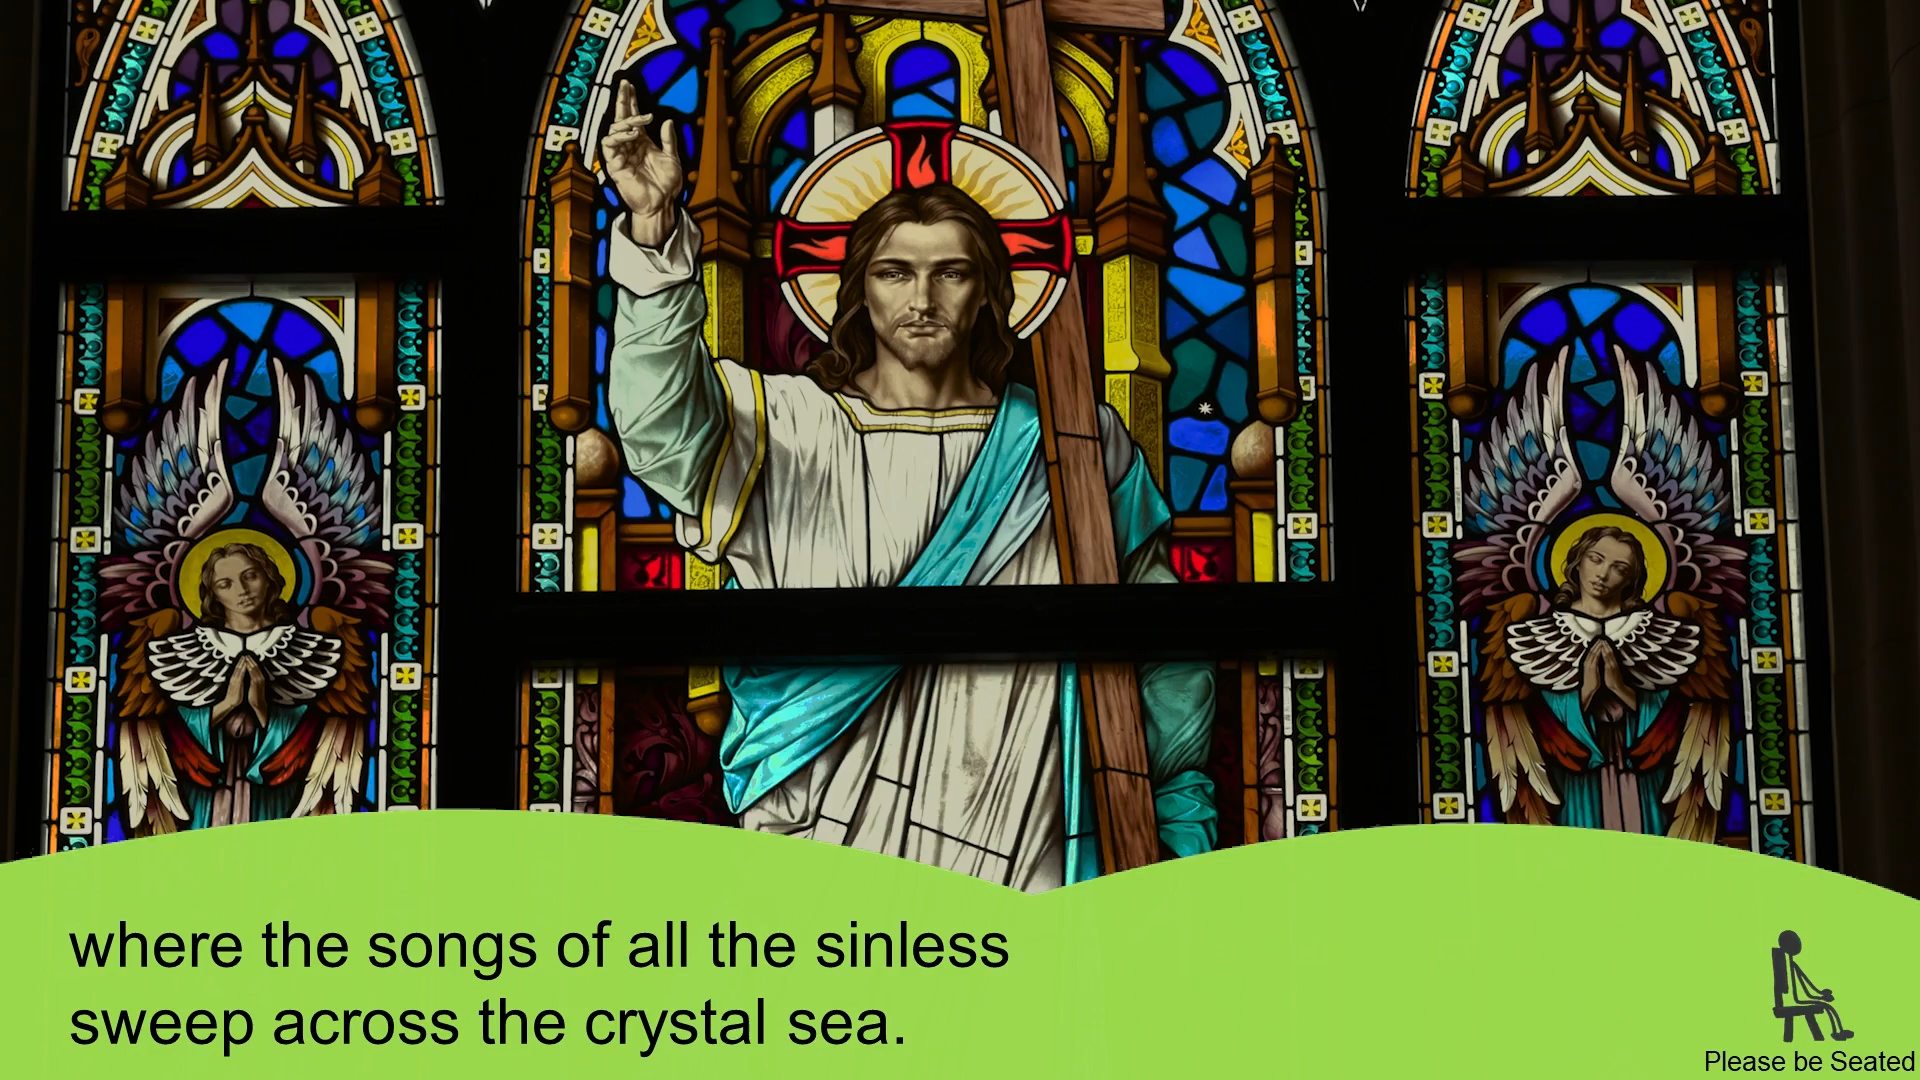 where the songs of all the sinless
sweep across the crystal sea.
Please be Seated